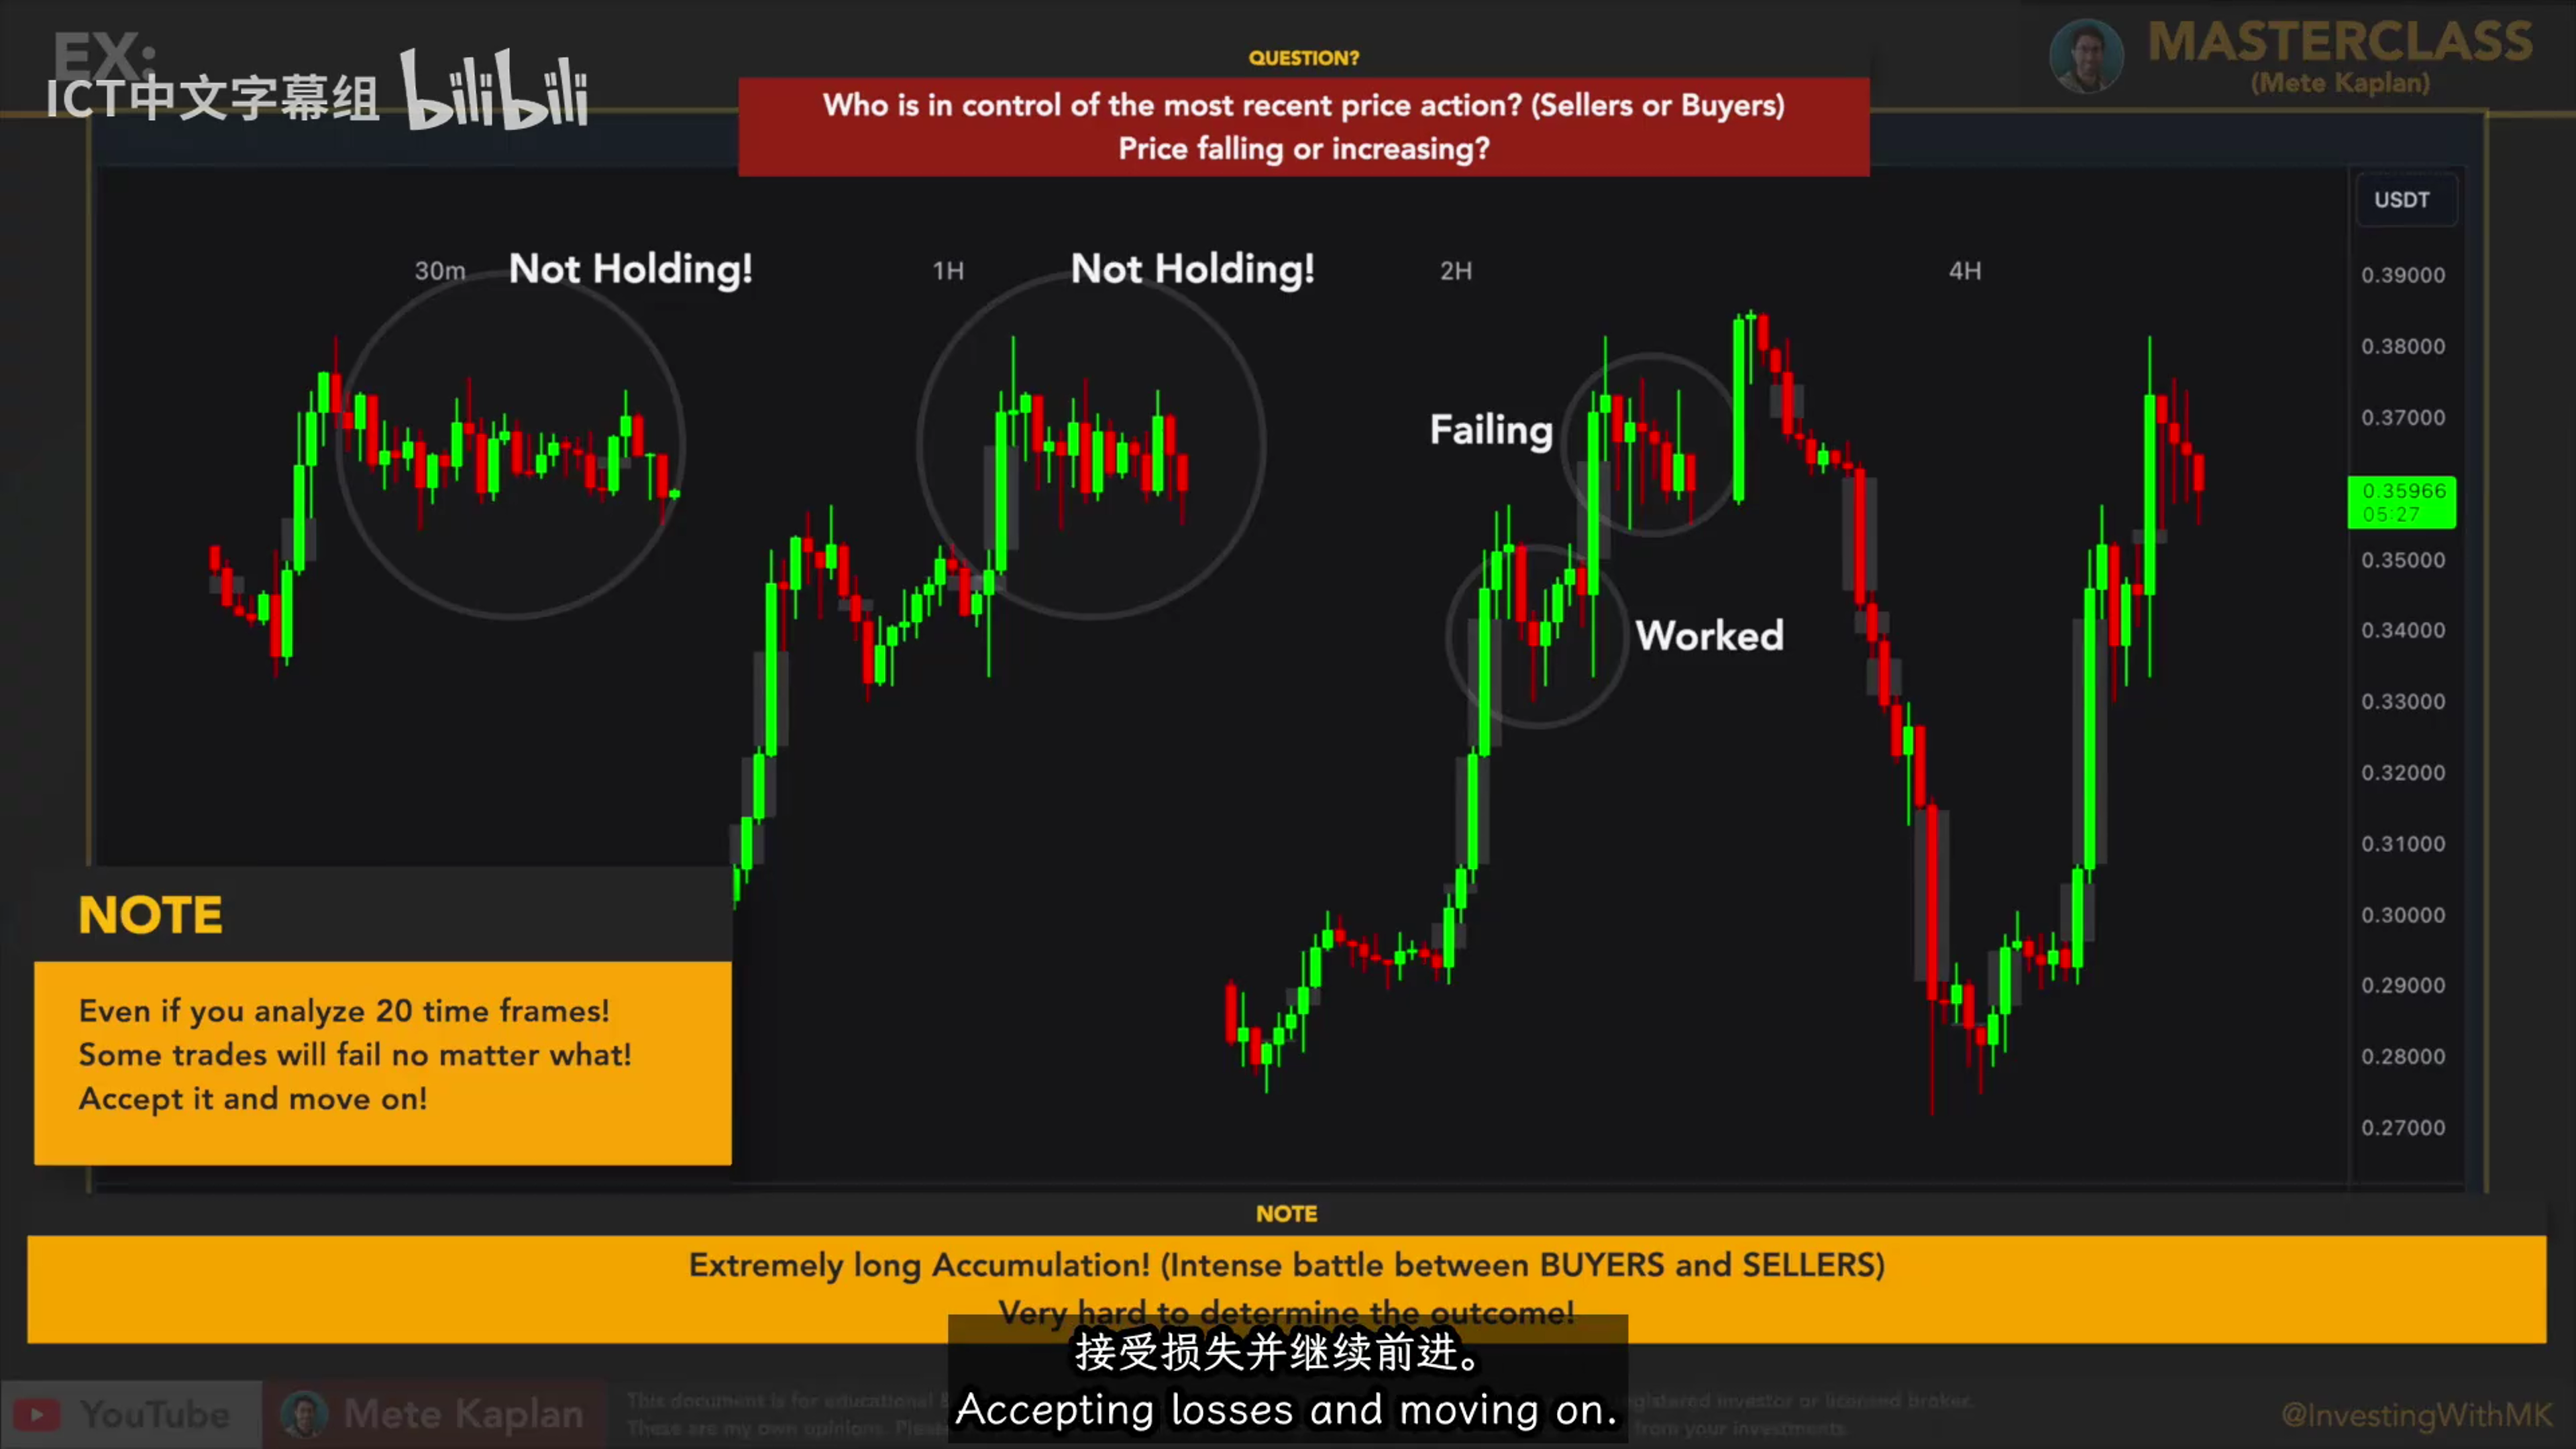 EX:
ICT中文字幕组 bilibili
MASTERCLASS
(Mete Kaplan)
QUESTION?
Who is in control of the most recent price action? (Sellers or Buyers)
Price falling or increasing?
USDT
30m
Not Holding!
1H
Not Holding!
2H
4H
0.39000
0.38000
0.37000
Failing
0.35966
05:27
0.35000
Worked
0.34000
0.33000
0.32000
0.31000
0.30000
0.29000
0.28000
0.27000
NOTE
Even if you analyze 20 time frames!
Some trades will fail no matter what!
Accept it and move on!
NOTE
Extremely long Accumulation! (Intense battle between BUYERS and SELLERS)
Very hard to determine the outcome!
接受损失并继续前进。
Accepting losses and moving on.
YouTube
Mete Kaplan
This document is for educational
registered investor or licensed broker.
These are my own opinions.
from your investments.
@InvestingWithMK